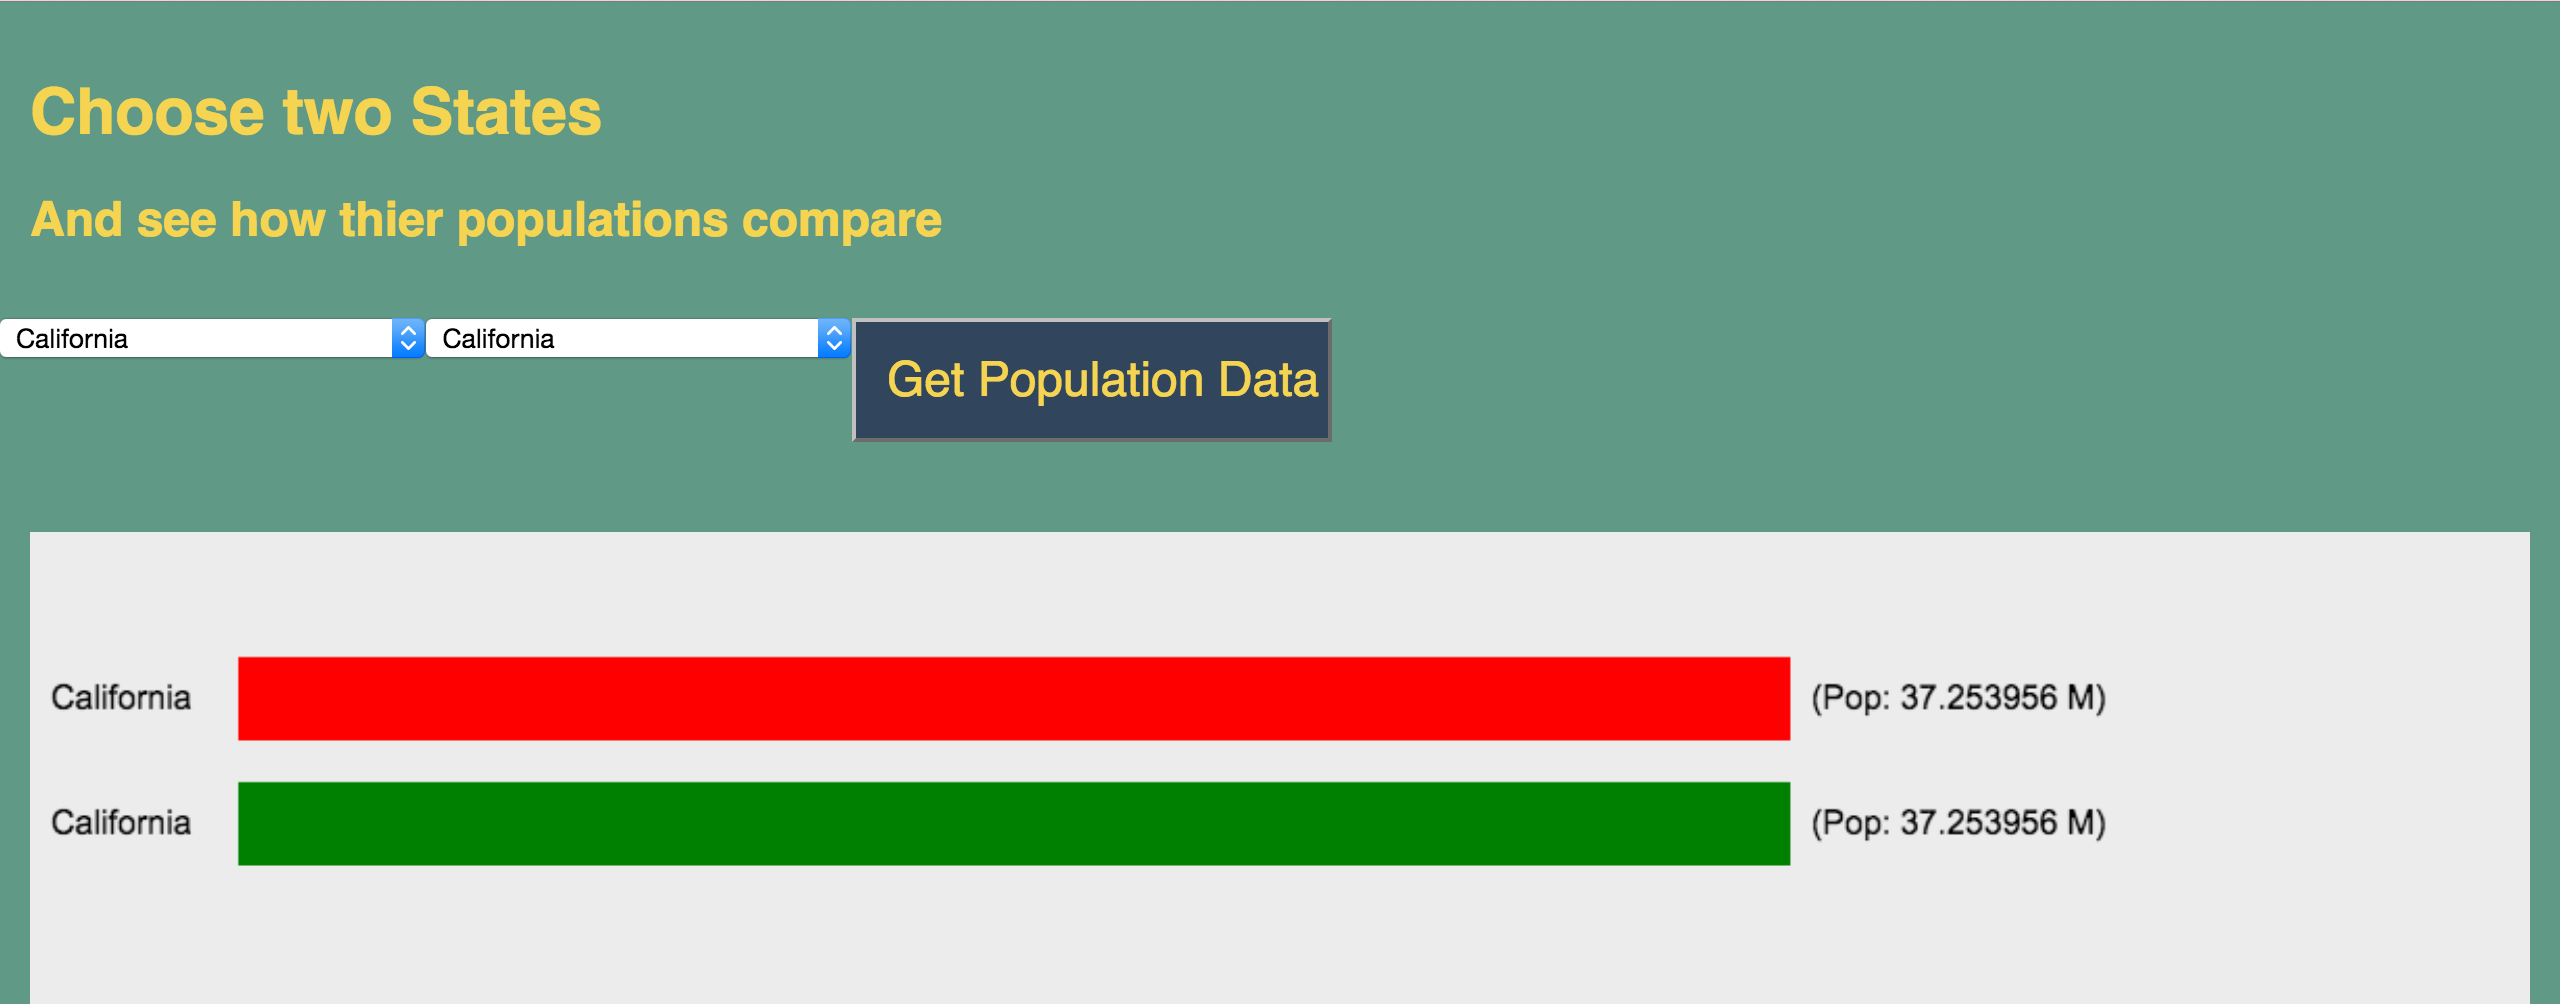 Choose two States
And see how thier populations compare
California California Get Population Data
California (Pop: 37.253956 M)
California (Pop: 37.253956 M)